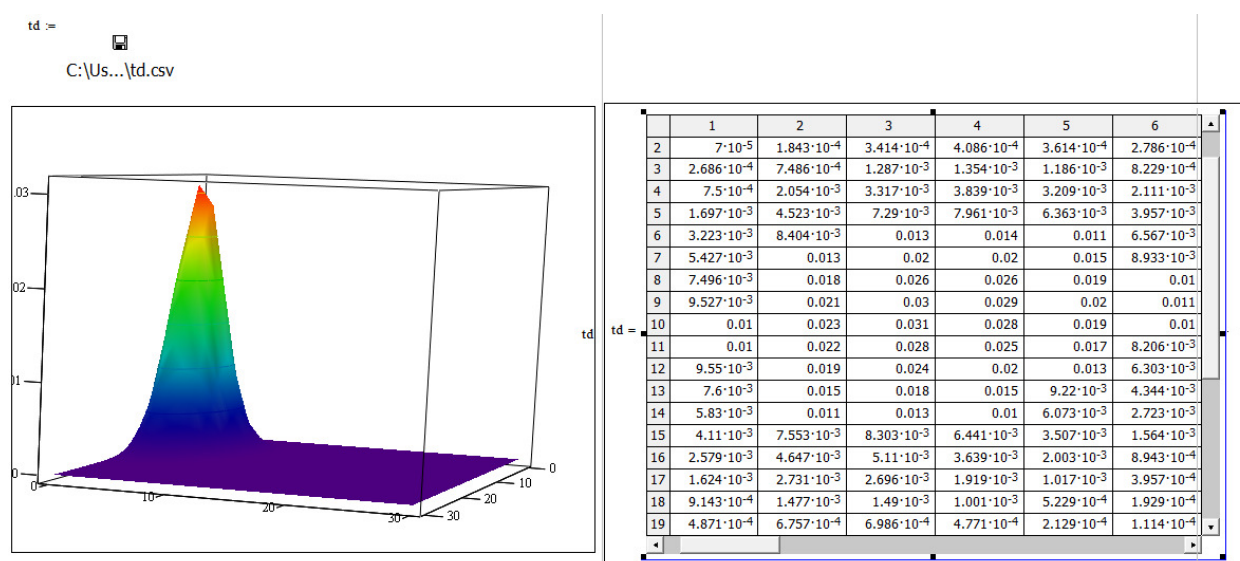 td :=
C:\Us...\td.csv
.03
02
01
0
0
10
20
30
30
20
10
0
td
td =
1 2 3 4 5 6
2 7·10-5 1.843·10-4 3.414·10-4 4.086·10-4 3.614·10-4 2.786·10-4
3 2.686·10-4 7.486·10-4 1.287·10-3 1.354·10-3 1.186·10-3 8.229·10-4
4 7.5·10-4 2.054·10-3 3.317·10-3 3.839·10-3 3.209·10-3 2.111·10-3
5 1.697·10-3 4.523·10-3 7.29·10-3 7.961·10-3 6.363·10-3 3.957·10-3
6 3.223·10-3 8.404·10-3 0.013 0.014 0.011 6.567·10-3
7 5.427·10-3 0.013 0.02 0.02 0.015 8.933·10-3
8 7.496·10-3 0.018 0.026 0.026 0.019 0.01
9 9.527·10-3 0.021 0.03 0.029 0.02 0.011
10 0.01 0.023 0.031 0.028 0.019 0.01
11 0.01 0.022 0.028 0.025 0.017 8.206·10-3
12 9.55·10-3 0.019 0.024 0.02 0.013 6.303·10-3
13 7.6·10-3 0.015 0.018 0.015 9.22·10-3 4.344·10-3
14 5.83·10-3 0.011 0.013 0.01 6.073·10-3 2.723·10-3
15 4.11·10-3 7.553·10-3 8.303·10-3 6.441·10-3 3.507·10-3 1.564·10-3
16 2.579·10-3 4.647·10-3 5.11·10-3 3.639·10-3 2.003·10-3 8.943·10-4
17 1.624·10-3 2.731·10-3 2.696·10-3 1.919·10-3 1.017·10-3 3.957·10-4
18 9.143·10-4 1.477·10-3 1.49·10-3 1.001·10-3 5.229·10-4 1.929·10-4
19 4.871·10-4 6.757·10-4 6.986·10-4 4.771·10-4 2.129·10-4 1.114·10-4